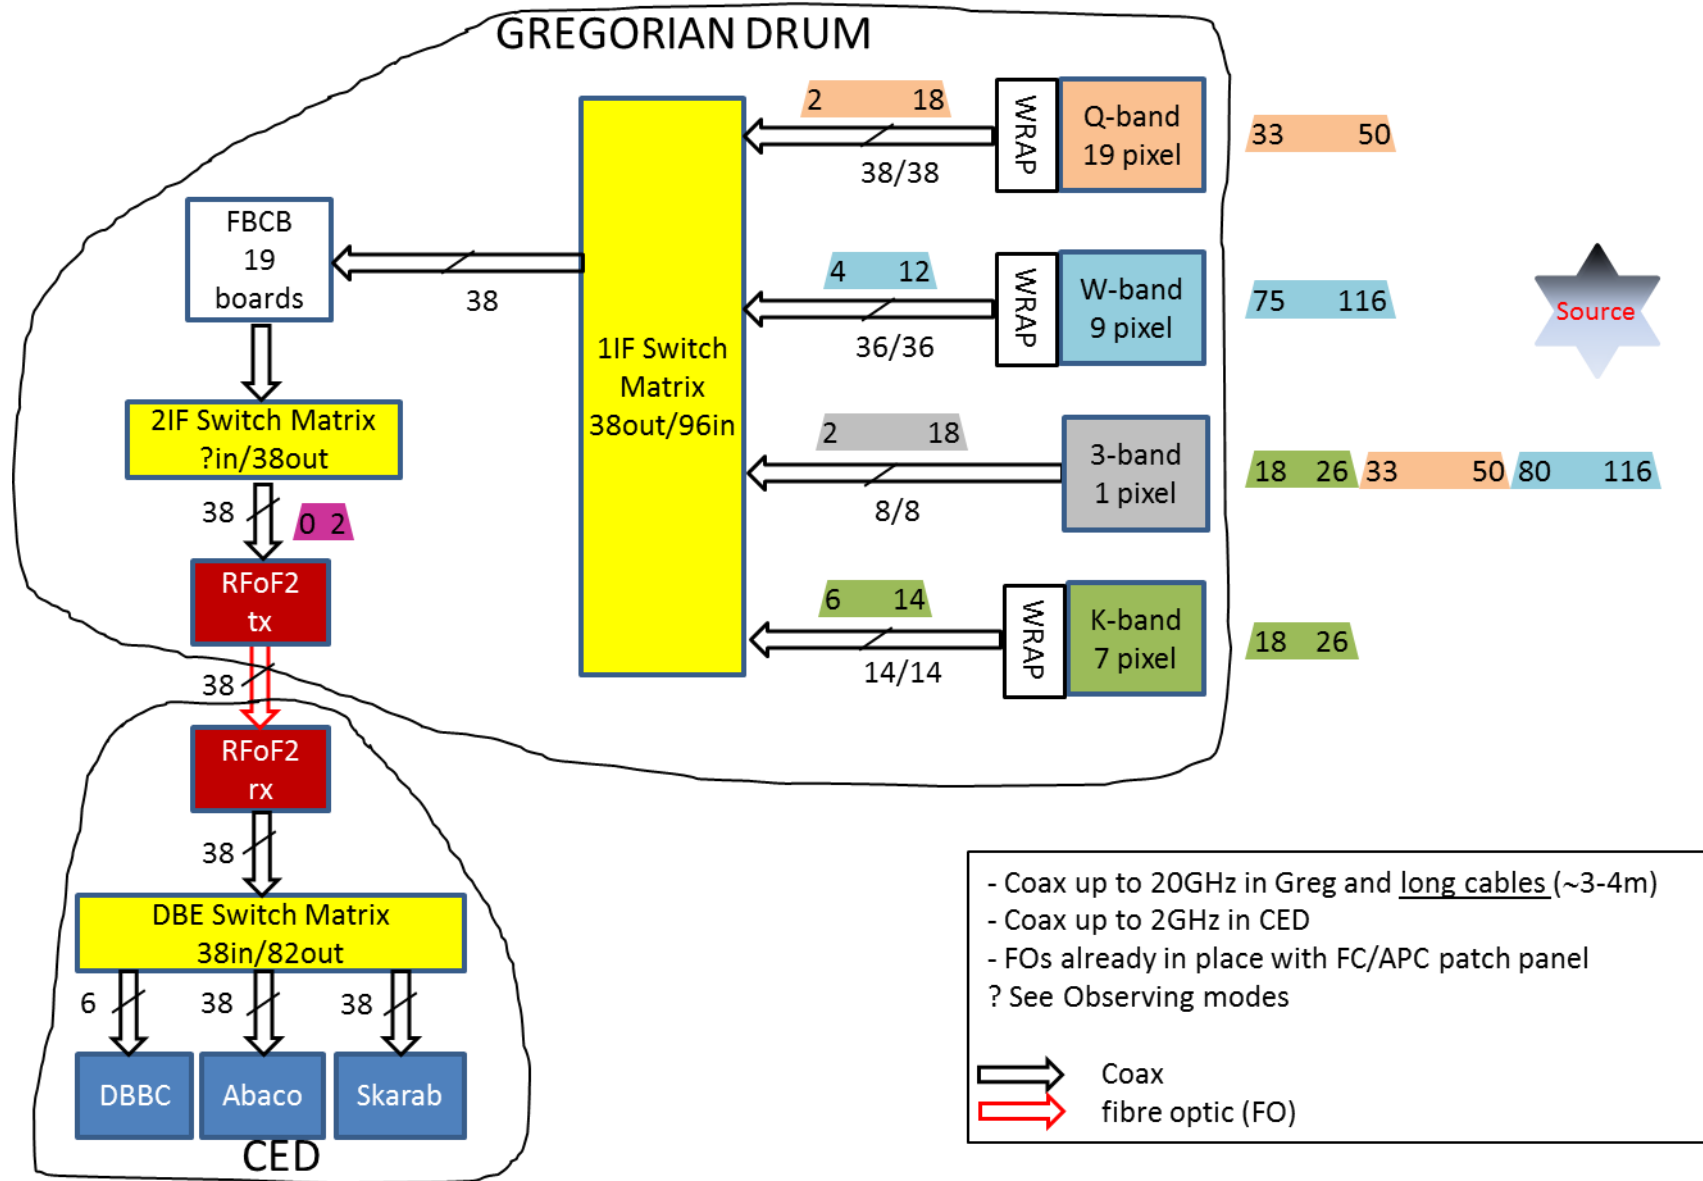 GREGORIAN DRUM
2 18
WRAP
Q-band
19 pixel
33 50
38/38
FBCB
19
boards
38
4 12
WRAP
W-band
9 pixel
75 116
Source
36/36
1IF Switch
Matrix
38out/96in
2IF Switch Matrix
?in/38out
2 18
3-band
1 pixel
18 26 33 50 80 116
8/8
38
0 2
RFoF2
tx
6 14
WRAP
K-band
7 pixel
18 26
14/14
38
RFoF2
rx
38
DBE Switch Matrix
38in/82out
6
38
38
DBBC
Abaco
Skarab
CED
- Coax up to 20GHz in Greg and long cables (~3-4m)
- Coax up to 2GHz in CED
- FOs already in place with FC/APC patch panel
? See Observing modes
Coax
fibre optic (FO)